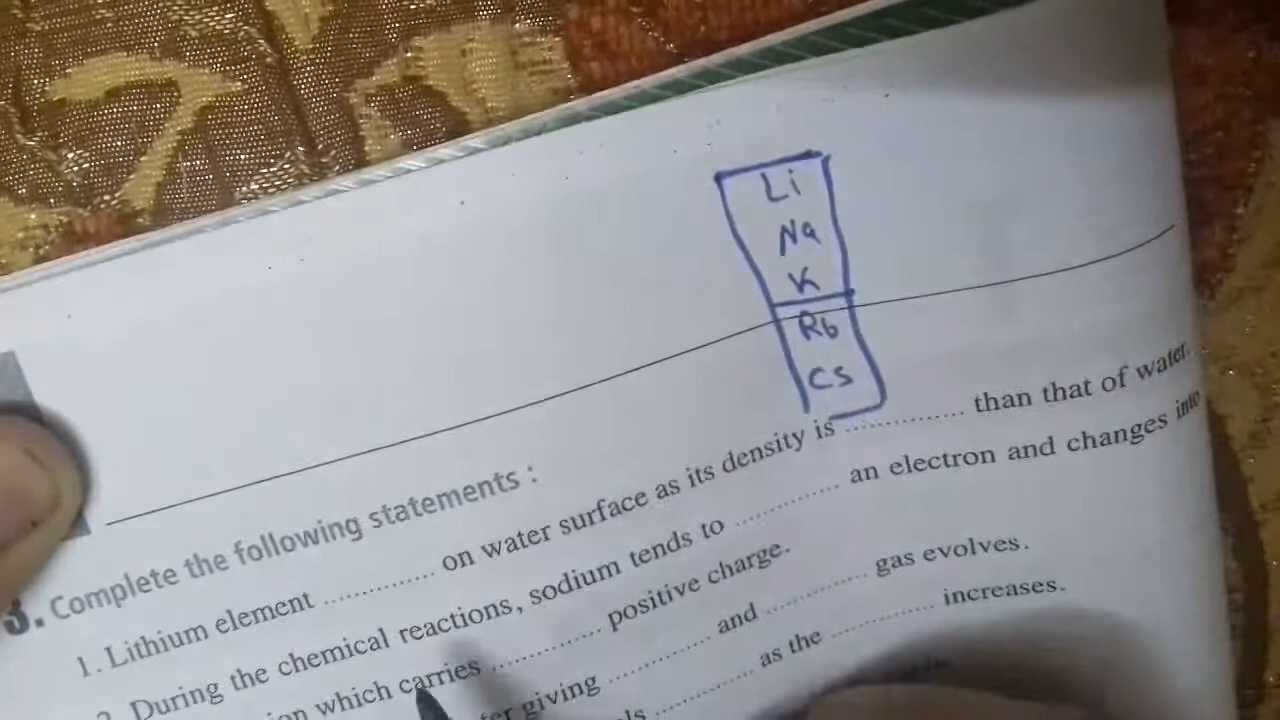 Li
Na
K
Rb
Cs
3. Complete the following statements :
1. Lithium element .............. on water surface as its density is .............. than that of water.
2. During the chemical reactions, sodium tends to .............. an electron and changes into
which carries .............. positive charge.
giving .............. and .............. gas evolves.
.............. as the .............. increases.